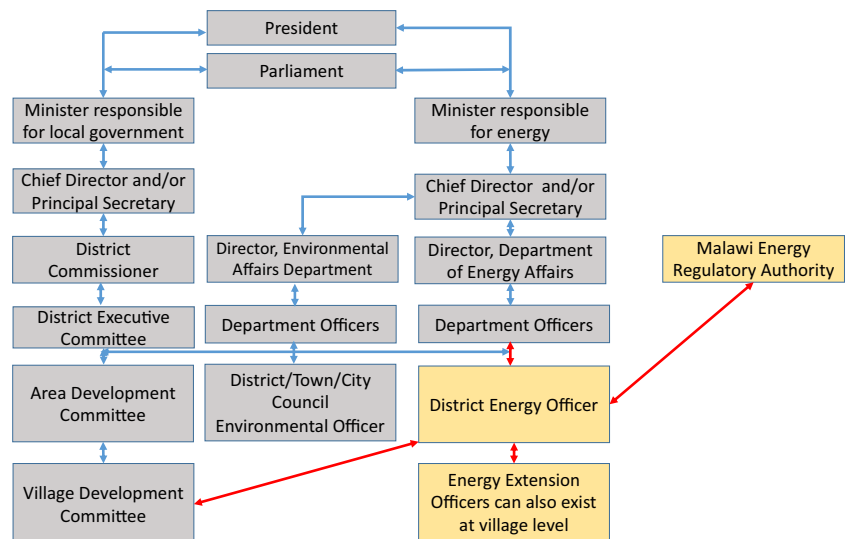 President
Parliament
Minister responsible
for local government
Minister responsible
for energy
Chief Director and/or
Principal Secretary
Chief Director and/or
Principal Secretary
District
Commissioner
Director, Environmental
Affairs Department
Director, Department
of Energy Affairs
Malawi Energy
Regulatory Authority
District Executive
Committee
Department Officers
Department Officers
Area Development
Committee
District/Town/City
Council
Environmental Officer
District Energy Officer
Village Development
Committee
Energy Extension
Officers can also exist
at village level